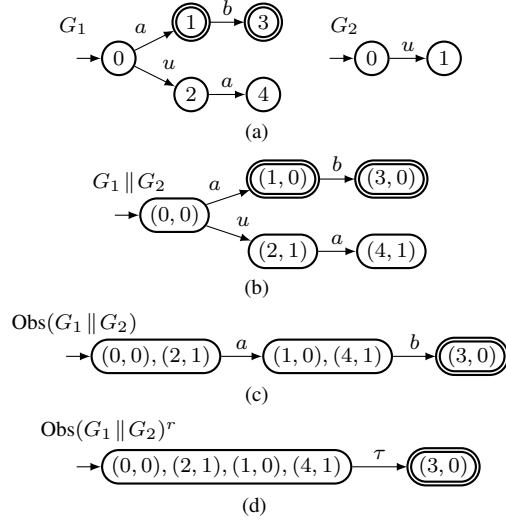 G₁ a 1 b 3 G₂
0 0 u 1
u 2 a 4
(a)
G₁ ∥ G₂ a (1, 0) b (3, 0)
(0, 0)
u (2, 1) a (4, 1)
(b)
Obs(G₁ ∥ G₂)
(0, 0), (2, 1) a (1, 0), (4, 1) b (3, 0)
(c)
Obs(G₁ ∥ G₂)ʳ
(0, 0), (2, 1), (1, 0), (4, 1) τ (3, 0)
(d)